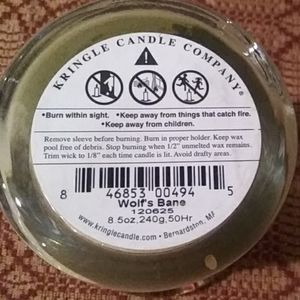 KRINGLE CANDLE COMPANY®
•Burn within sight. •Keep away from things that catch fire.
•Keep away from children.
Remove sleeve before burning. Burn in proper holder. Keep wax
pool free of debris. Stop burning when 1/2" unmelted wax remains.
Trim wick to 1/8" each time candle is lit. Avoid drafty areas.
8 46853 00494 5
Wolf's Bane
120625
8.5oz,240g,50Hr
www.kringlecandle.com • Bernardston, MA